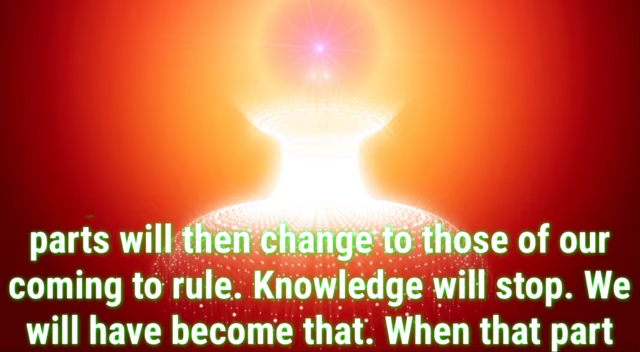 parts will then change to those of our
coming to rule. Knowledge will stop. We
will have become that. When that part